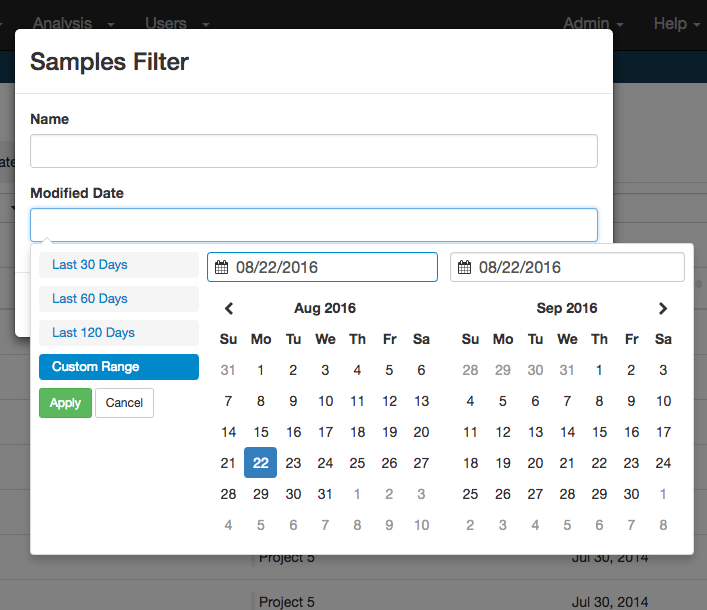 Analysis Users Admin Help
Samples Filter
Name
Modified Date
Last 30 Days
Last 60 Days
Last 120 Days
Custom Range
Apply Cancel
08/22/2016
Aug 2016
Su Mo Tu We Th Fr Sa
31 1 2 3 4 5 6
7 8 9 10 11 12 13
14 15 16 17 18 19 20
21 22 23 24 25 26 27
28 29 30 31 1 2 3
4 5 6 7 8 9 10
08/22/2016
Sep 2016
Su Mo Tu We Th Fr Sa
28 29 30 31 1 2 3
4 5 6 7 8 9 10
11 12 13 14 15 16 17
18 19 20 21 22 23 24
25 26 27 28 29 30 1
2 3 4 5 6 7 8
Project 5 Jul 30, 2014
Project 5 Jul 30, 2014